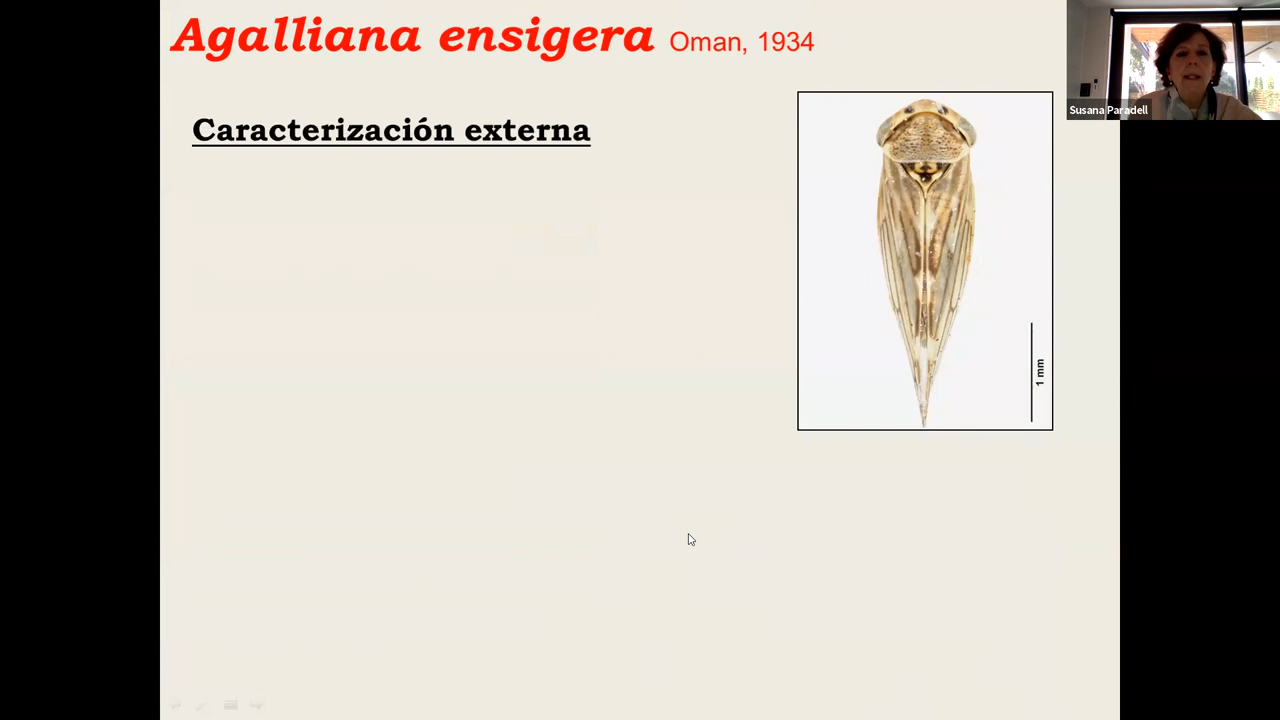 Agalliana ensigera Oman, 1934
Susana Paradell
Caracterización externa
1 mm